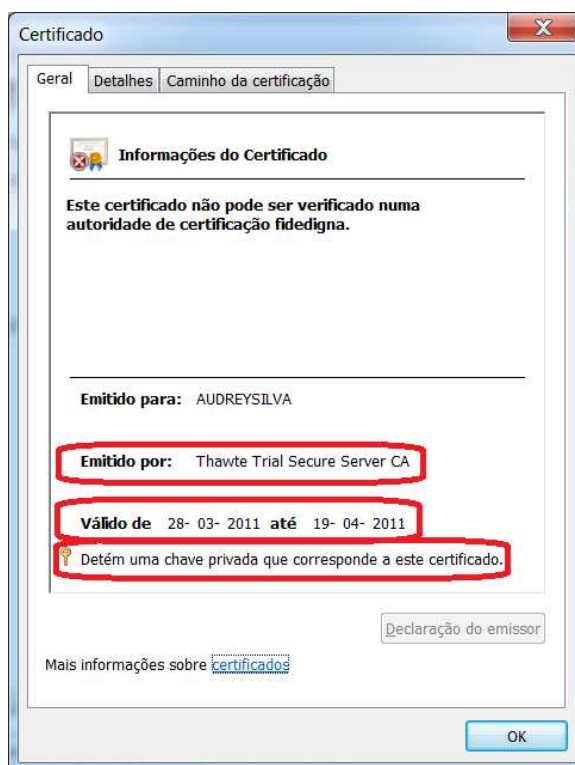 Certificado
Geral Detalhes Caminho da certificação
Informações do Certificado
Este certificado não pode ser verificado numa
autoridade de certificação fidedigna.
Emitido para: AUDREYSILVA
Emitido por: Thawte Trial Secure Server CA
Válido de 28- 03- 2011 até 19- 04- 2011
Detém uma chave privada que corresponde a este certificado.
Declaração do emissor
Mais informações sobre certificados
OK